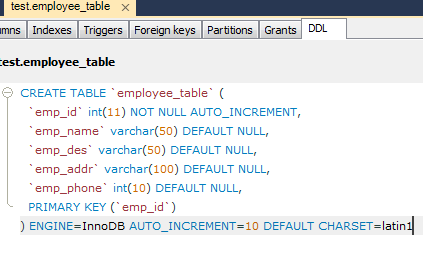 test.employee_table
umns Indexes Triggers Foreign keys Partitions Grants DDL
test.employee_table
CREATE TABLE `employee_table` (
`emp_id` int(11) NOT NULL AUTO_INCREMENT,
`emp_name` varchar(50) DEFAULT NULL,
`emp_des` varchar(50) DEFAULT NULL,
`emp_addr` varchar(100) DEFAULT NULL,
`emp_phone` int(10) DEFAULT NULL,
PRIMARY KEY (`emp_id`)
) ENGINE=InnoDB AUTO_INCREMENT=10 DEFAULT CHARSET=latin1